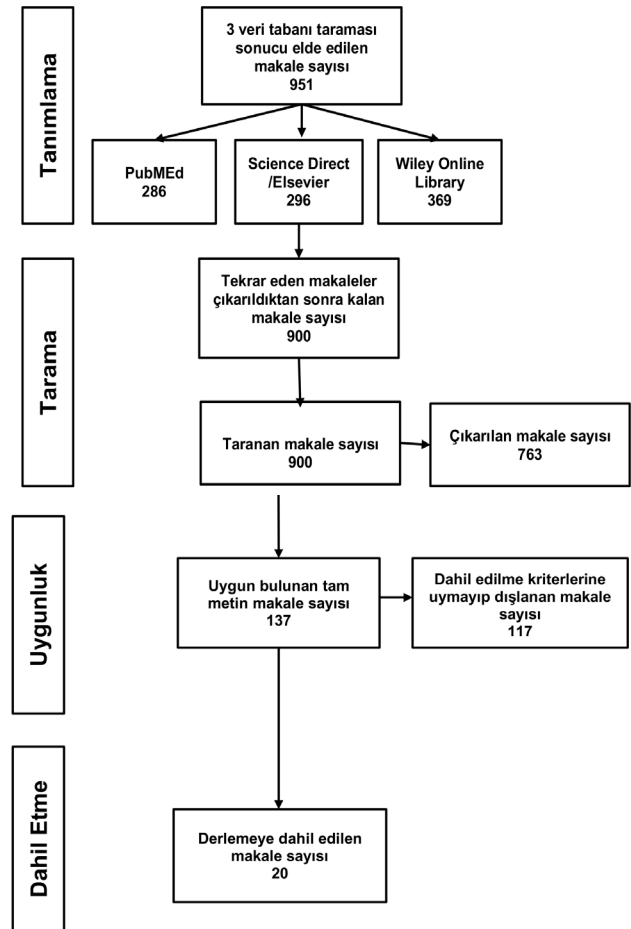 Tanımlama
3 veri tabanı taraması
sonucu elde edilen
makale sayısı
951
PubMEd
286
Science Direct
/Elsevier
296
Wiley Online
Library
369
Tarama
Tekrar eden makaleler
çıkarıldıktan sonra kalan
makale sayısı
900
Taranan makale sayısı
900
Çıkarılan makale sayısı
763
Uygunluk
Uygun bulunan tam
metin makale sayısı
137
Dahil edilme kriterlerine
uymayıp dışlanan makale
sayısı
117
Dahil Etme
Derlemeye dahil edilen
makale sayısı
20